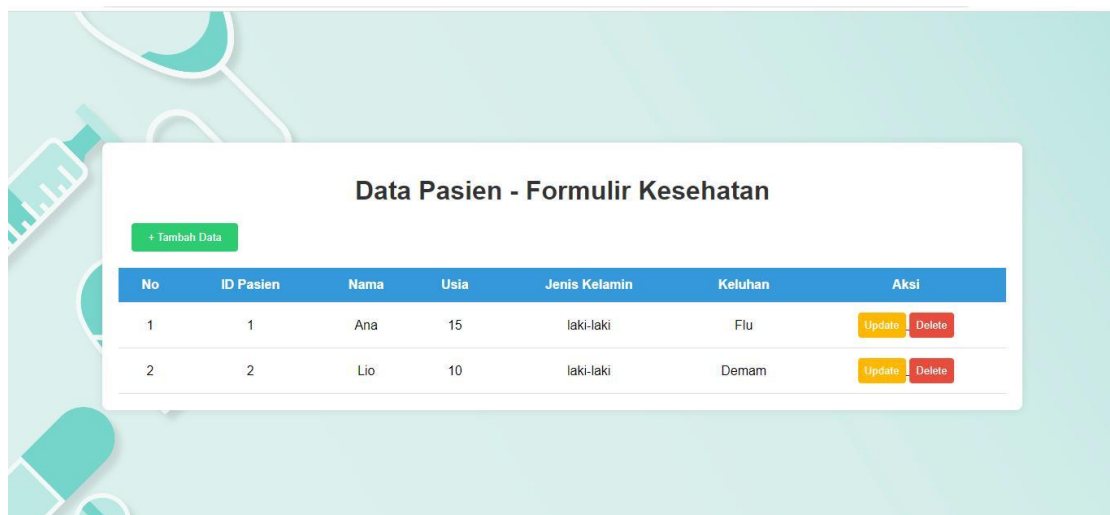 Data Pasien - Formulir Kesehatan
+ Tambah Data
No ID Pasien Nama Usia Jenis Kelamin Keluhan Aksi
1 1 Ana 15 laki-laki Flu Update Delete
2 2 Lio 10 laki-laki Demam Update Delete